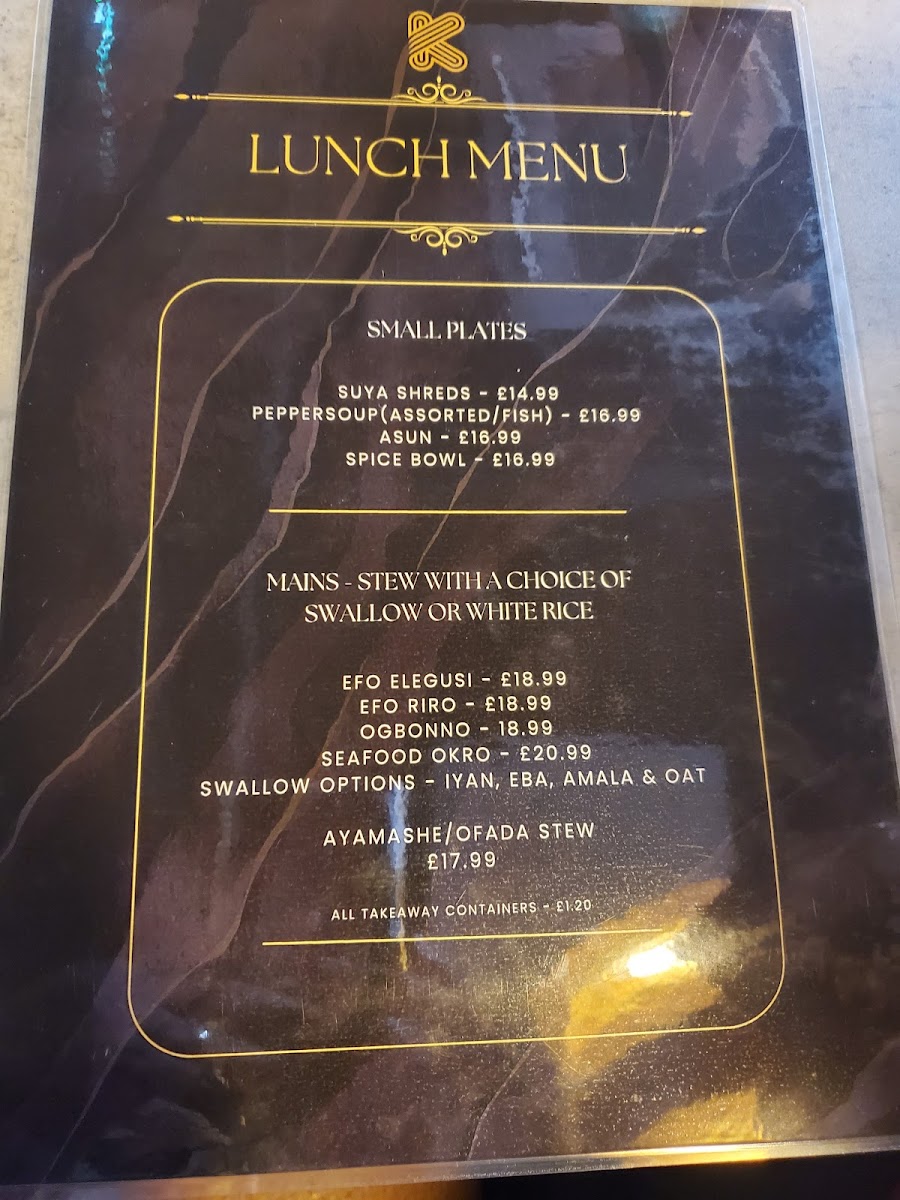 K
LUNCH MENU
SMALL PLATES
SUYA SHREDS - £14.99
PEPPERSOUP(ASSORTED/FISH) - £16.99
ASUN - £16.99
SPICE BOWL - £16.99
MAINS - STEW WITH A CHOICE OF
SWALLOW OR WHITE RICE
EFO ELEGUSI - £18.99
EFO RIRO - £18.99
OGBONNO - 18.99
SEAFOOD OKRO - £20.99
SWALLOW OPTIONS - IYAN, EBA, AMALA & OAT
AYAMASHE/OFADA STEW
£17.99
ALL TAKEAWAY CONTAINERS - £1.20